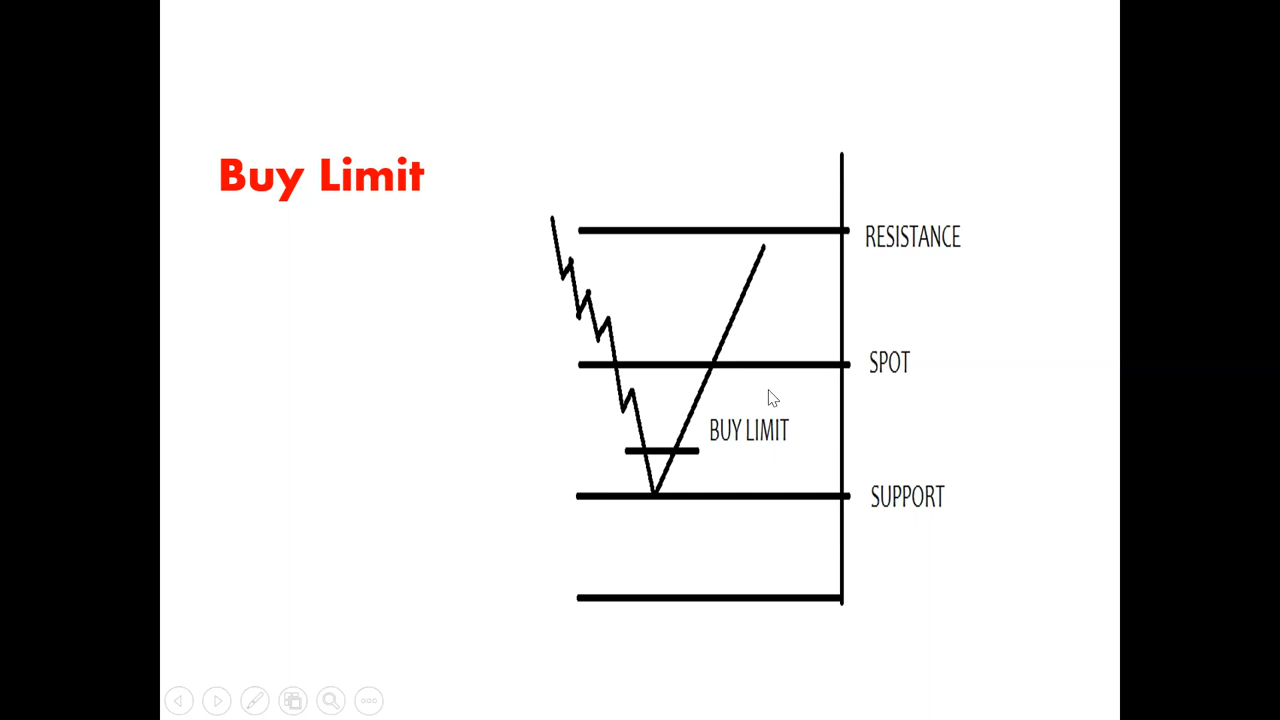 Buy Limit
RESISTANCE
SPOT
BUY LIMIT
SUPPORT